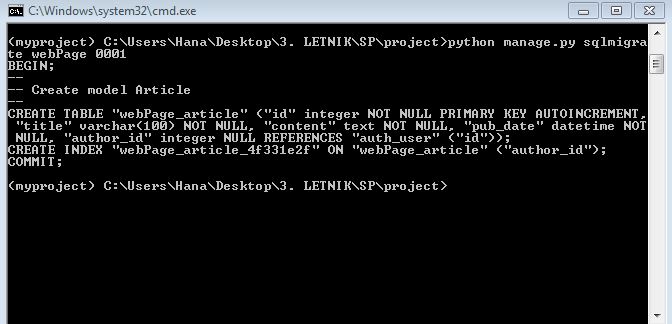 C:\Windows\system32\cmd.exe
(myproject) C:\Users\Hana\Desktop\3. LETNIK\SP\project>python manage.py sqlmigra
te webPage 0001
BEGIN;
--
-- Create model Article
--
CREATE TABLE "webPage_article" ("id" integer NOT NULL PRIMARY KEY AUTOINCREMENT,
 "title" varchar(100) NOT NULL, "content" text NOT NULL, "pub_date" datetime NOT
 NULL, "author_id" integer NULL REFERENCES "auth_user" ("id"));
CREATE INDEX "webPage_article_4f331e2f" ON "webPage_article" ("author_id");
COMMIT;
(myproject) C:\Users\Hana\Desktop\3. LETNIK\SP\project>